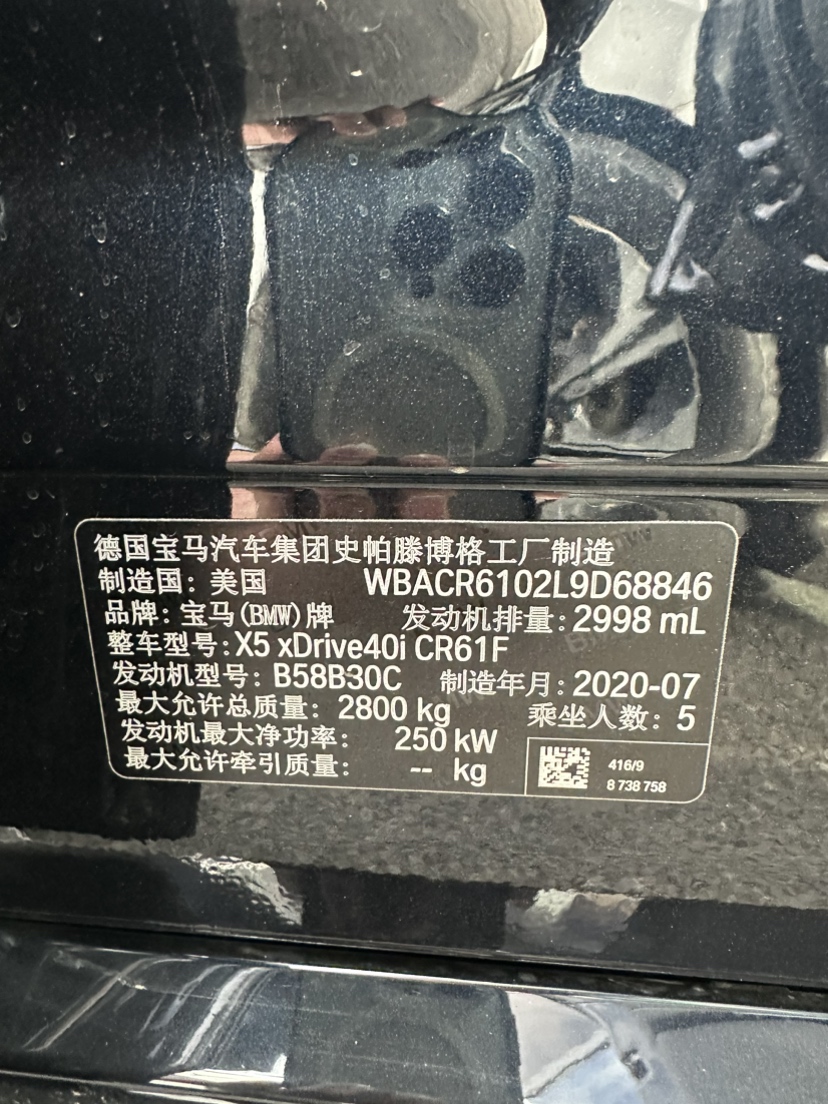 德国宝马汽车集团史帕滕博格工厂制造
制造国：美国 WBACR6102L9D68846
品牌：宝马(BMW)牌 发动机排量：2998 mL
整车型号：X5 xDrive40i CR61F
发动机型号：B58B30C 制造年月：2020-07
最大允许总质量：2800 kg 乘坐人数：5
发动机最大净功率：250 kW
最大允许牵引质量：-- kg
416/9
8 738 758